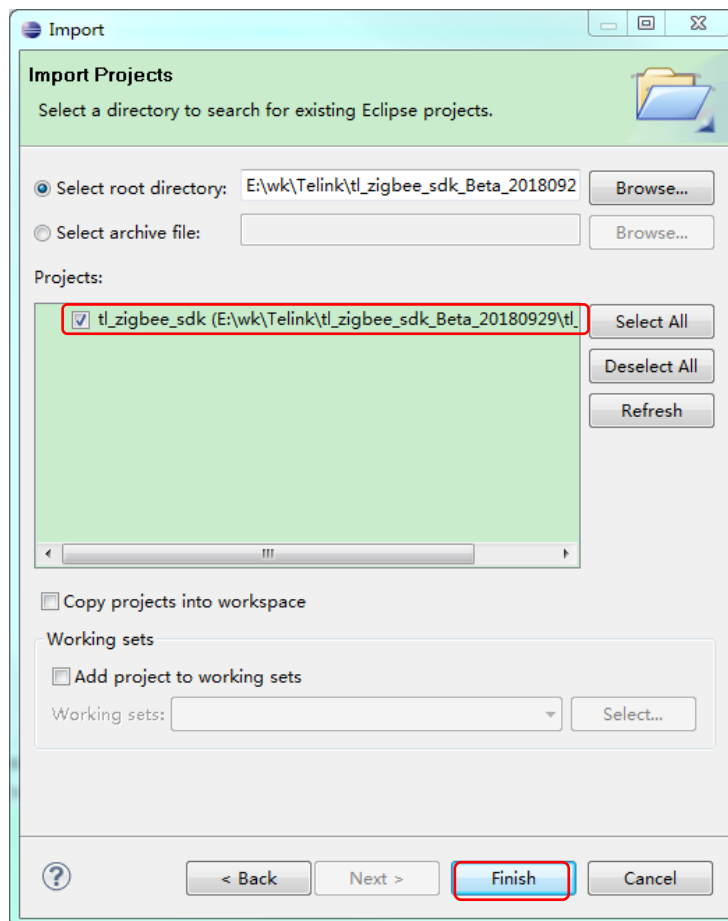 Import
Import Projects
Select a directory to search for existing Eclipse projects.
Select root directory: E:\wk\Telink\tl_zigbee_sdk_Beta_2018092 Browse...
Select archive file: Browse...
Projects:
tl_zigbee_sdk (E:\wk\Telink\tl_zigbee_sdk_Beta_20180929\tl_ Select All
Deselect All
Refresh
Copy projects into workspace
Working sets
Add project to working sets
Working sets: Select...
< Back Next > Finish Cancel